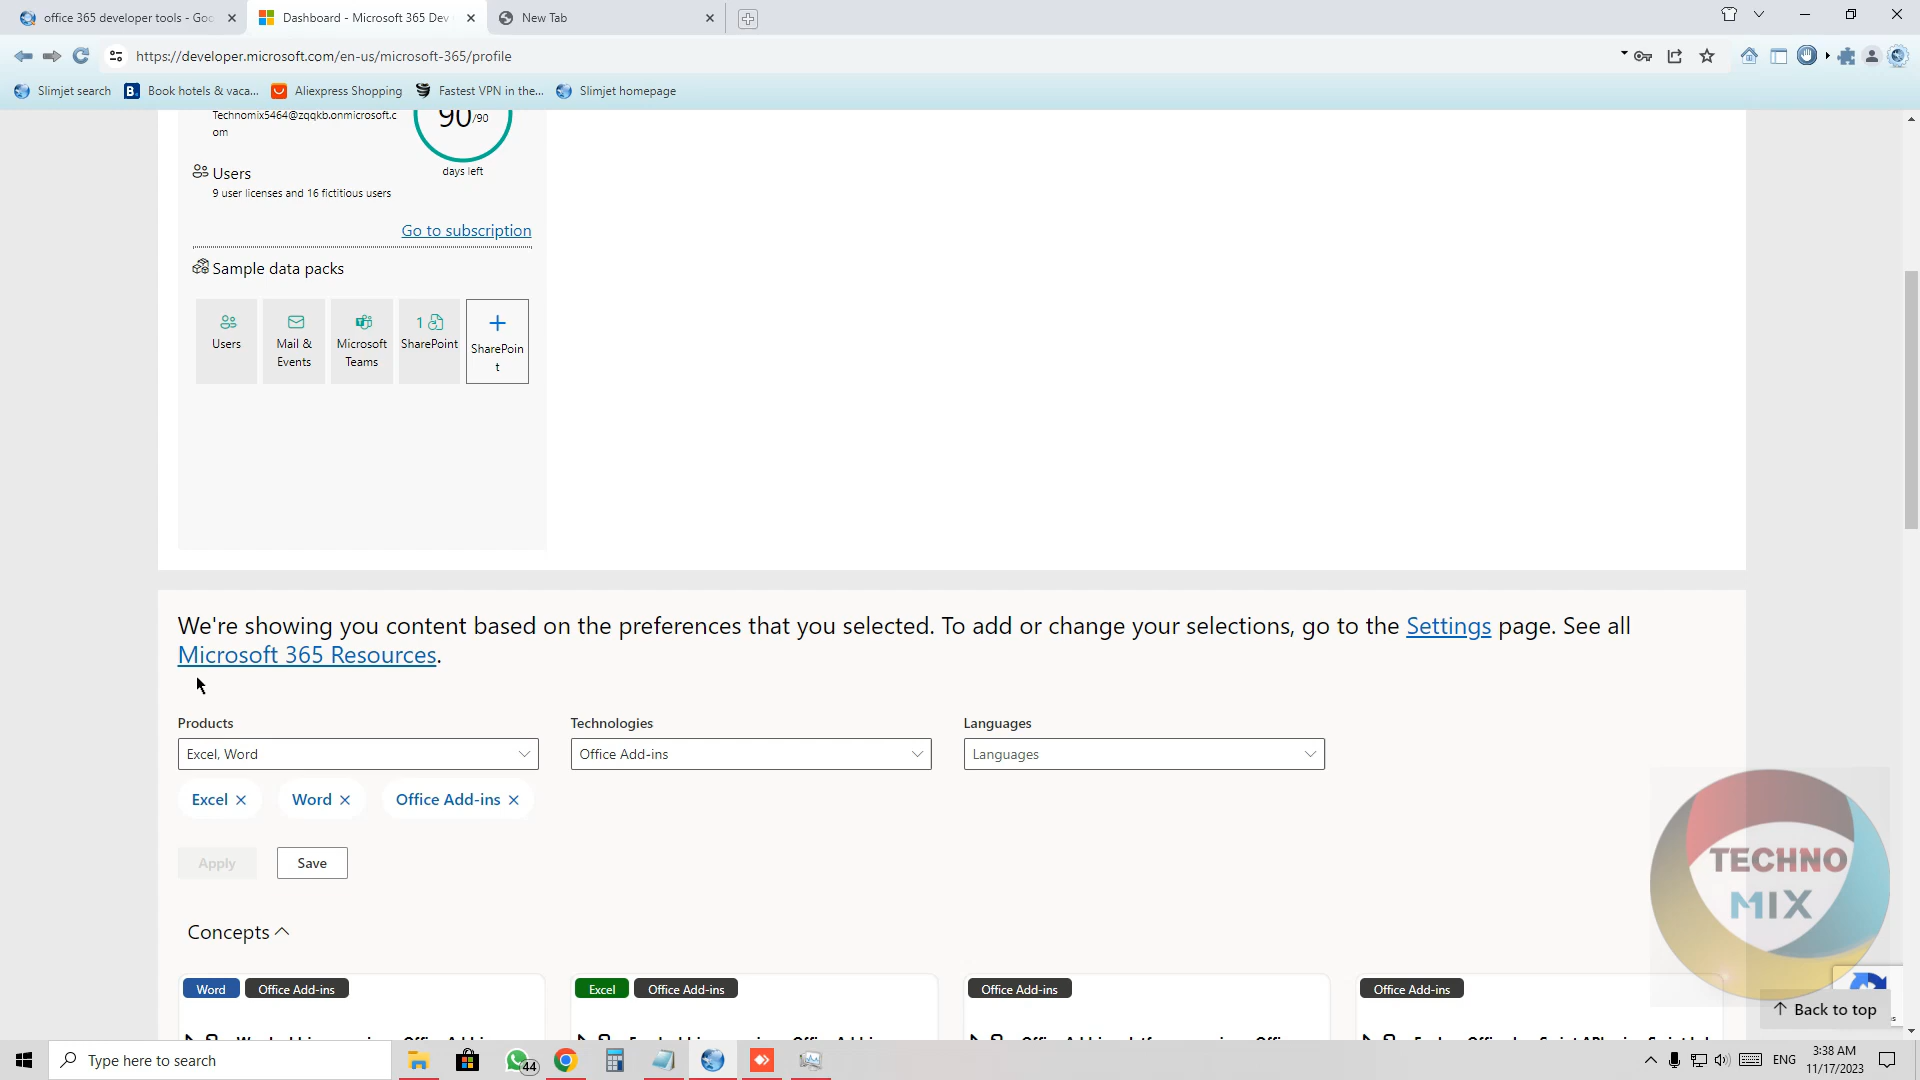 office 365 developer tools - Goo
Dashboard - Microsoft 365 Dev
New Tab
https://developer.microsoft.com/en-us/microsoft-365/profile
Slimjet search
Book hotels & vaca...
Aliexpress Shopping
Fastest VPN in the...
Slimjet homepage
Technomix5464@zqqkb.onmicrosoft.c
om
90/90
days left
Users
9 user licenses and 16 fictitious users
Go to subscription
Sample data packs
Users
Mail &
Events
Microsoft
Teams
1
SharePoint
SharePoin
t
We're showing you content based on the preferences that you selected. To add or change your selections, go to the Settings page. See all
Microsoft 365 Resources.
Products
Technologies
Languages
Excel, Word
Office Add-ins
Languages
Excel
Word
Office Add-ins
Apply
Save
Concepts
Word
Office Add-ins
Excel
Office Add-ins
Office Add-ins
Office Add-ins
TECHNO
MIX
Back to top
Type here to search
44
ENG
3:38 AM
11/17/2023